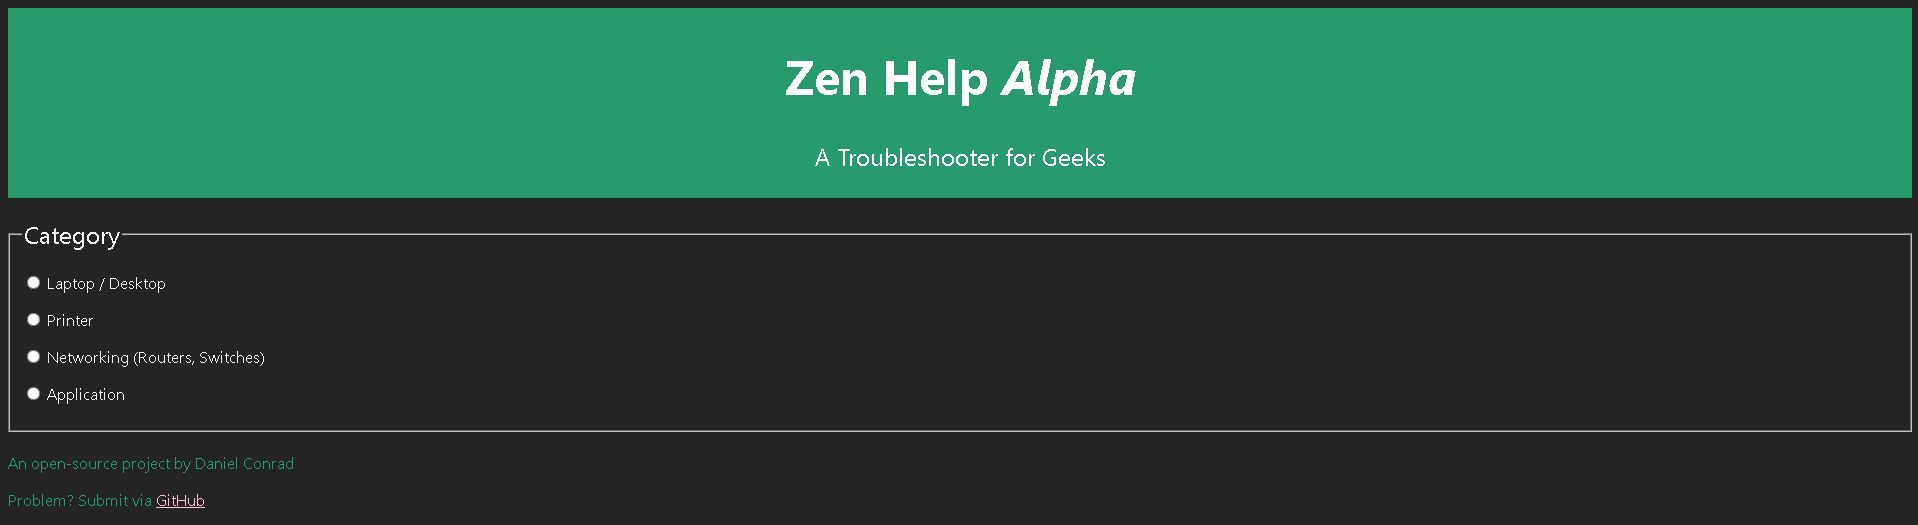 Zen Help Alpha
A Troubleshooter for Geeks
Category
Laptop / Desktop
Printer
Networking (Routers, Switches)
Application
An open-source project by Daniel Conrad
Problem? Submit via GitHub